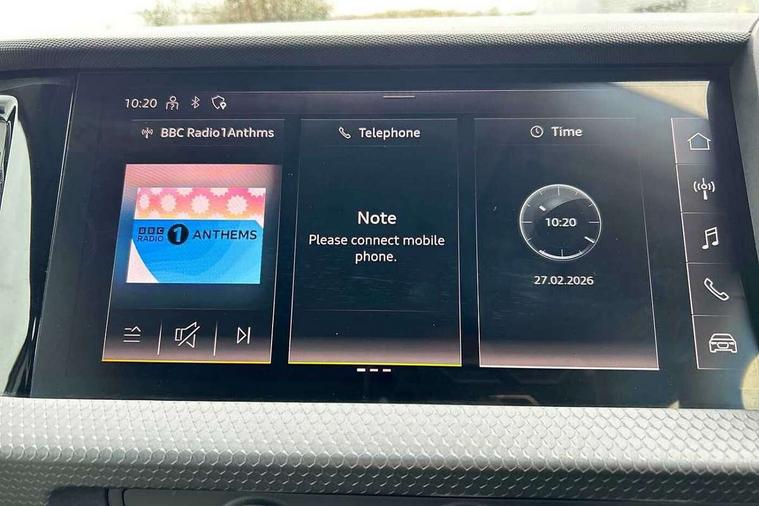 10:20
BBC Radio1Anthms
BBC
RADIO 1 ANTHEMS
Telephone
Note
Please connect mobile
phone.
Time
10:20
27.02.2026